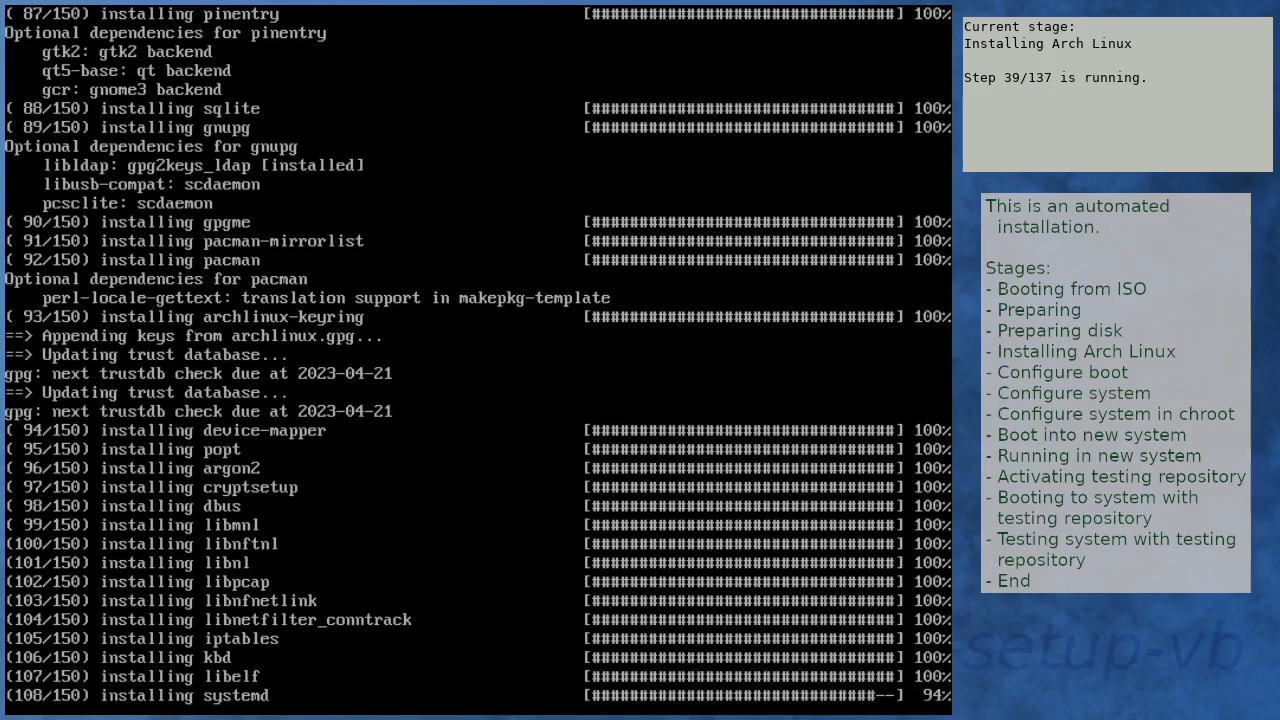 ( 87/150) installing pinentry [################################] 100%
Optional dependencies for pinentry
    gtk2: gtk2 backend
    qt5-base: qt backend
    gcr: gnome3 backend
( 88/150) installing sqlite [################################] 100%
( 89/150) installing gnupg [################################] 100%
Optional dependencies for gnupg
    libldap: gpg2keys_ldap [installed]
    libusb-compat: scdaemon
    pcsclite: scdaemon
( 90/150) installing gpgme [################################] 100%
( 91/150) installing pacman-mirrorlist [################################] 100%
( 92/150) installing pacman [################################] 100%
Optional dependencies for pacman
    perl-locale-gettext: translation support in makepkg-template
( 93/150) installing archlinux-keyring [################################] 100%
==> Appending keys from archlinux.gpg...
==> Updating trust database...
gpg: next trustdb check due at 2023-04-21
==> Updating trust database...
gpg: next trustdb check due at 2023-04-21
( 94/150) installing device-mapper [################################] 100%
( 95/150) installing popt [################################] 100%
( 96/150) installing argon2 [################################] 100%
( 97/150) installing cryptsetup [################################] 100%
( 98/150) installing dbus [################################] 100%
( 99/150) installing libmnl [################################] 100%
(100/150) installing libnftnl [################################] 100%
(101/150) installing libnl [################################] 100%
(102/150) installing libpcap [################################] 100%
(103/150) installing libnfnetlink [################################] 100%
(104/150) installing libnetfilter_conntrack [################################] 100%
(105/150) installing iptables [################################] 100%
(106/150) installing kbd [################################] 100%
(107/150) installing libelf [################################] 100%
(108/150) installing systemd [##############################--] 94%
Current stage:
Installing Arch Linux
Step 39/137 is running.
This is an automated
installation.
Stages:
- Booting from ISO
- Preparing
- Preparing disk
- Installing Arch Linux
- Configure boot
- Configure system
- Configure system in chroot
- Boot into new system
- Running in new system
- Activating testing repository
- Booting to system with
testing repository
- Testing system with testing
repository
- End
setup-vb